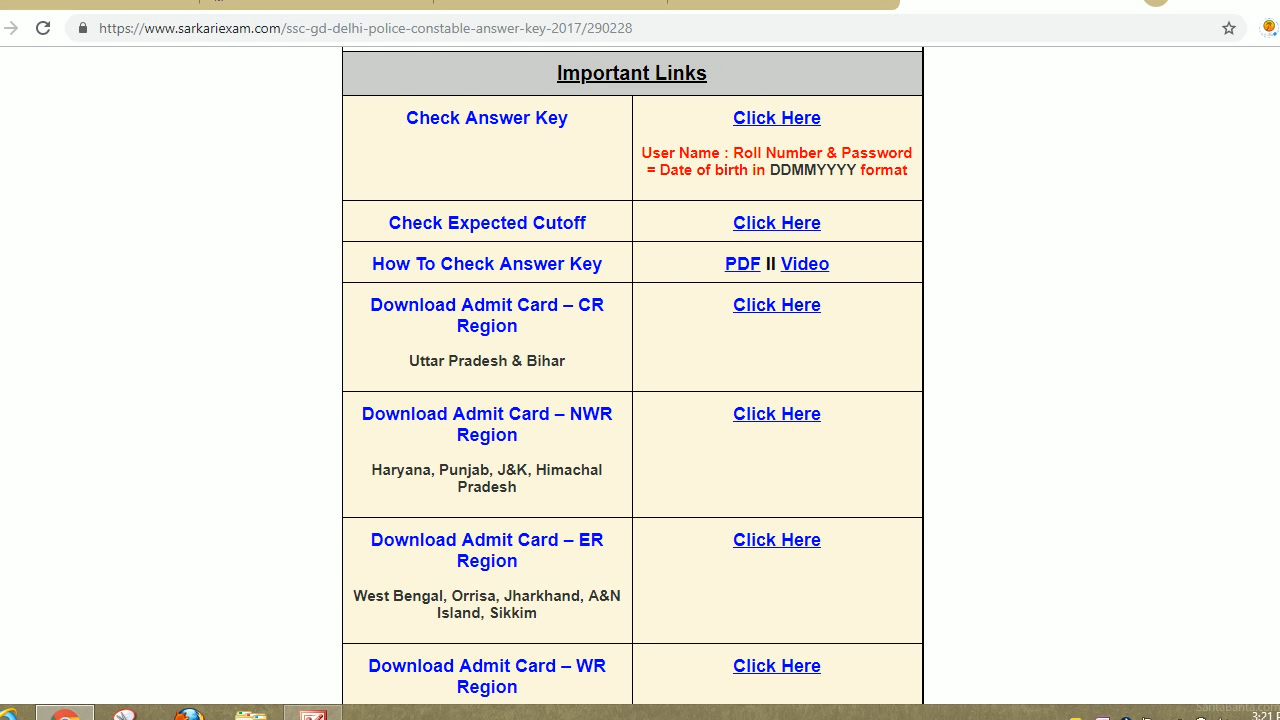 https://www.sarkariexam.com/ssc-gd-delhi-police-constable-answer-key-2017/290228
Important Links
Check Answer Key
Click Here
User Name : Roll Number & Password
= Date of birth in DDMMYYYY format
Check Expected Cutoff
Click Here
How To Check Answer Key
PDF II Video
Download Admit Card – CR
Region
Uttar Pradesh & Bihar
Click Here
Download Admit Card – NWR
Region
Haryana, Punjab, J&K, Himachal
Pradesh
Click Here
Download Admit Card – ER
Region
West Bengal, Orrisa, Jharkhand, A&N
Island, Sikkim
Click Here
Download Admit Card – WR
Region
Click Here
SantaBanta.com
3:21